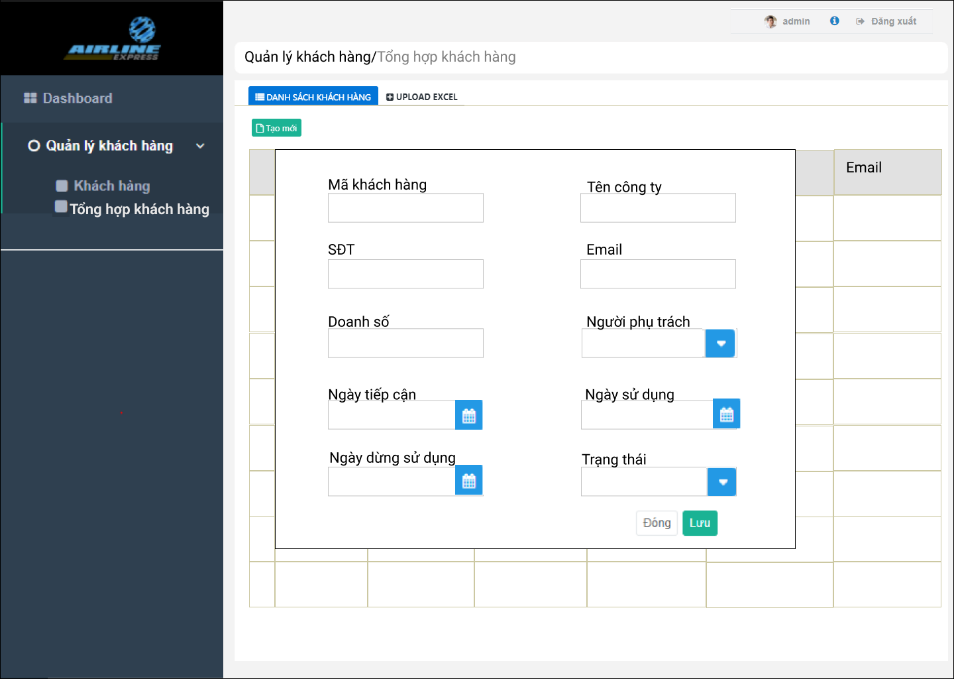 AIRLINE
EXPRESS
admin
Đăng xuất
Dashboard
Quản lý khách hàng
Khách hàng
Tổng hợp khách hàng
Quản lý khách hàng/Tổng hợp khách hàng
DANH SÁCH KHÁCH HÀNG
UPLOAD EXCEL
Tạo mới
Email
Mã khách hàng
Tên công ty
SĐT
Email
Doanh số
Người phụ trách
Ngày tiếp cận
Ngày sử dụng
Ngày dừng sử dụng
Trạng thái
Đóng
Lưu